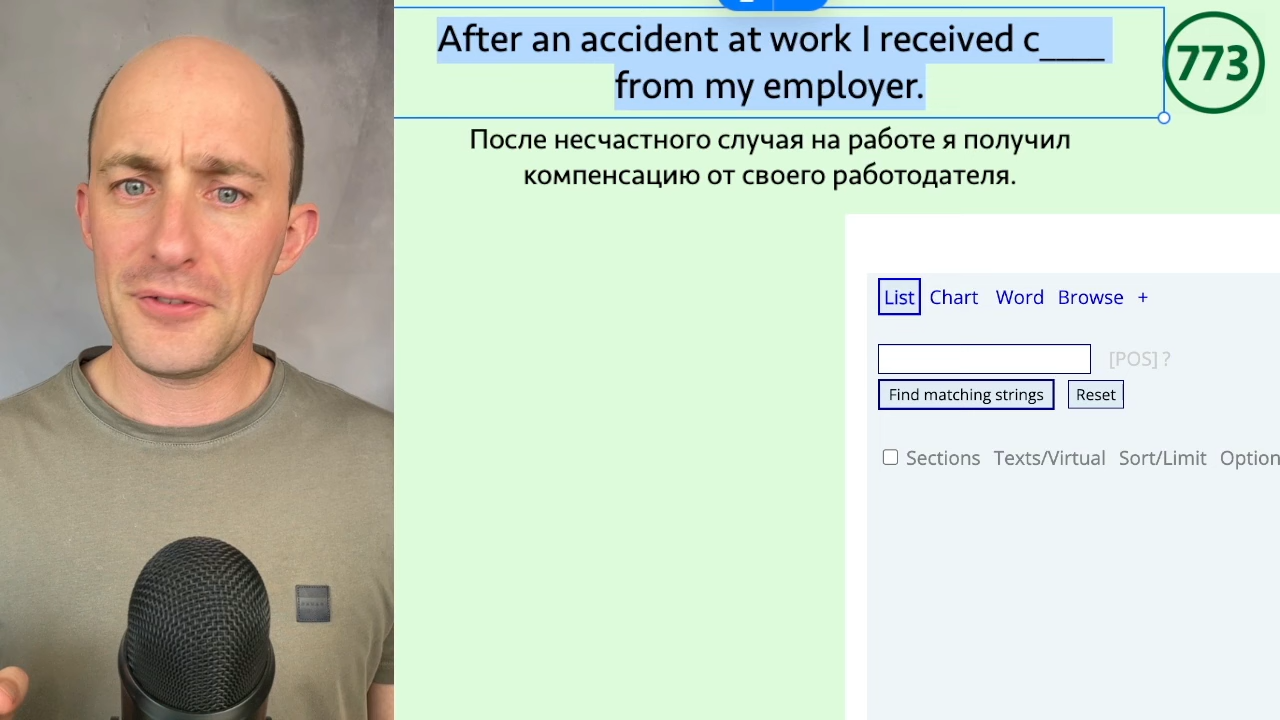 After an accident at work I received c____
from my employer.
773
После несчастного случая на работе я получил
компенсацию от своего работодателя.
List Chart Word Browse +
[POS] ?
Find matching strings Reset
Sections Texts/Virtual Sort/Limit Option